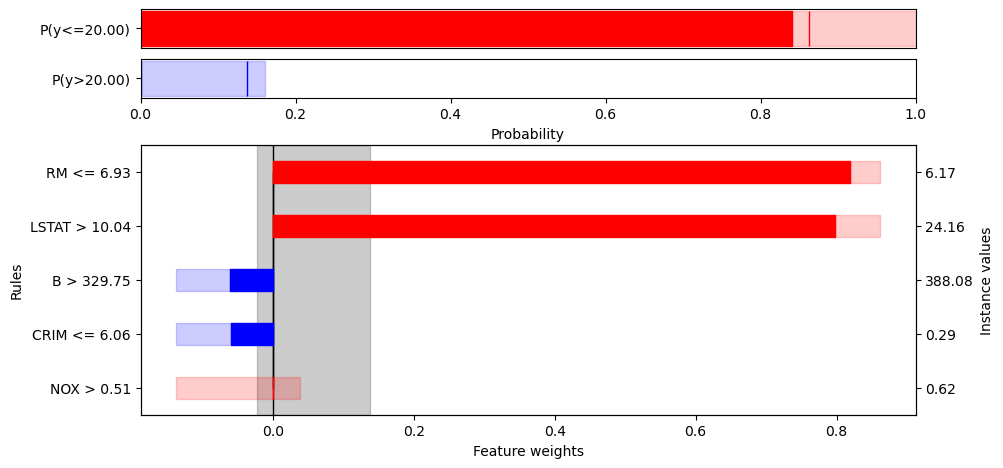 P(y<=20.00)
P(y>20.00)
0.0 0.2 0.4 0.6 0.8 1.0
Probability
RM <= 6.93 6.17
LSTAT > 10.04 24.16
B > 329.75 388.08
CRIM <= 6.06 0.29
NOX > 0.51 0.62
Rules
Instance values
0.0 0.2 0.4 0.6 0.8
Feature weights